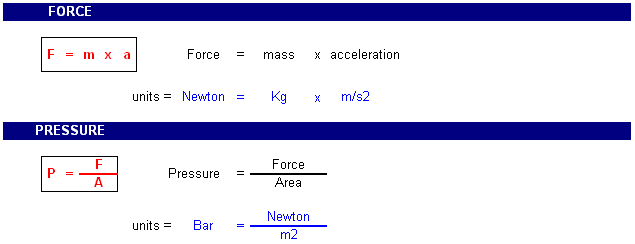 FORCE
F = m x a Force = mass x acceleration
units = Newton = Kg x m/s2
PRESSURE
P = F / A Pressure = Force / Area
units = Bar = Newton / m2